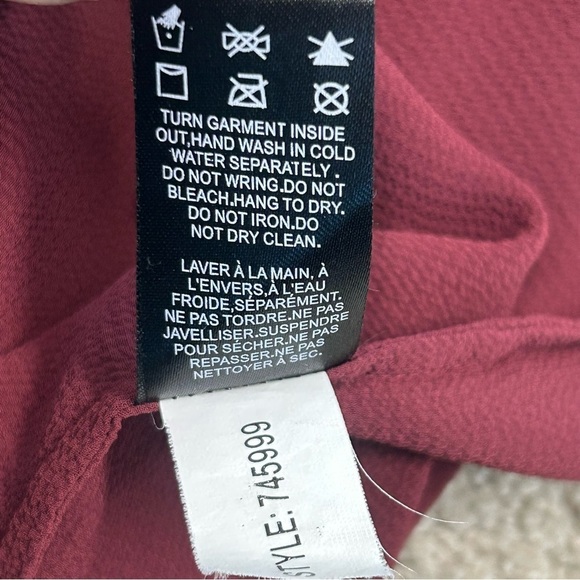 TURN GARMENT INSIDE
OUT,HAND WASH IN COLD
WATER SEPARATELY.
DO NOT WRING.DO NOT
BLEACH.HANG TO DRY.
DO NOT IRON.DO
NOT DRY CLEAN.
LAVER À LA MAIN, À
L'ENVERS,À L'EAU
FROIDE,SÉPARÉMENT.
NE PAS TORDRE.NE PAS
JAVELLISER.SUSPENDRE
POUR SÉCHER.NE PAS
REPASSER.NE PAS
NETTOYER À SEC.
STYLE: 745999